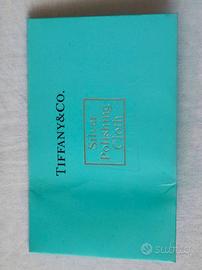 TIFFANY & CO.
Silver
Polishing
Cloth
subito